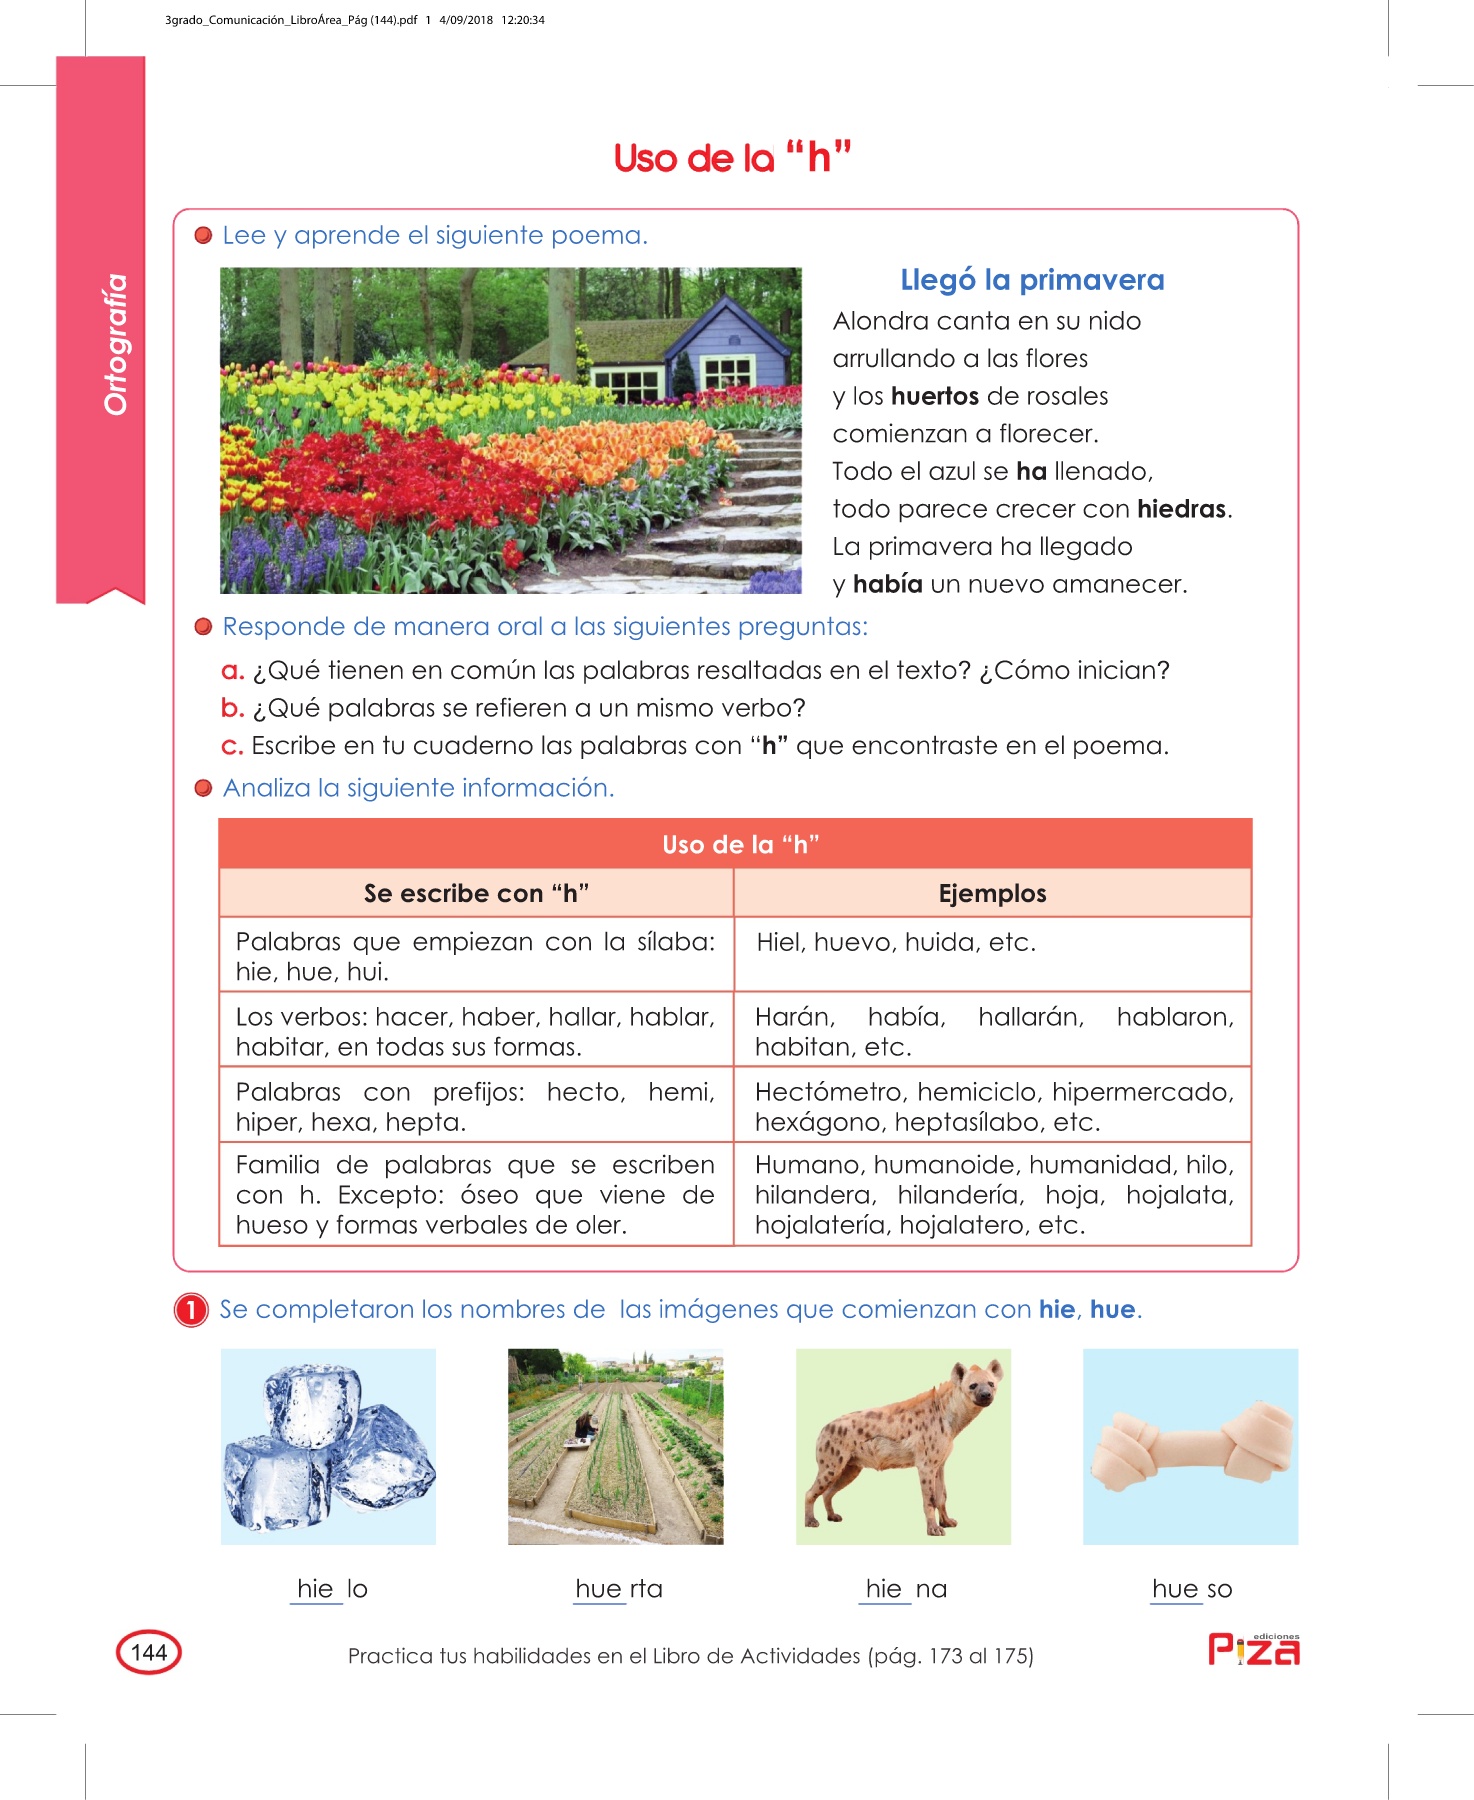 3grado_Comunicación_LibroÁrea_Pág (144).pdf 1 4/09/2018 12:20:34
Ortografía
Uso de la “h”
Lee y aprende el siguiente poema.
Llegó la primavera
Alondra canta en su nido
arrullando a las flores
y los huertos de rosales
comienzan a florecer.
Todo el azul se ha llenado,
todo parece crecer con hiedras.
La primavera ha llegado
y había un nuevo amanecer.
Responde de manera oral a las siguientes preguntas:
a. ¿Qué tienen en común las palabras resaltadas en el texto? ¿Cómo inician?
b. ¿Qué palabras se refieren a un mismo verbo?
c. Escribe en tu cuaderno las palabras con “h” que encontraste en el poema.
Analiza la siguiente información.
Uso de la “h”
Se escribe con “h”
Ejemplos
Palabras que empiezan con la sílaba:
hie, hue, hui.
Hiel, huevo, huida, etc.
Los verbos: hacer, haber, hallar, hablar,
habitar, en todas sus formas.
Harán, había, hallarán, hablaron,
habitan, etc.
Palabras con prefijos: hecto, hemi,
hiper, hexa, hepta.
Hectómetro, hemiciclo, hipermercado,
hexágono, heptasílabo, etc.
Familia de palabras que se escriben
con h. Excepto: óseo que viene de
hueso y formas verbales de oler.
Humano, humanoide, humanidad, hilo,
hilandera, hilandería, hoja, hojalata,
hojalatería, hojalatero, etc.
1 Se completaron los nombres de las imágenes que comienzan con hie, hue.
hie lo
hue rta
hie na
hue so
144
Practica tus habilidades en el Libro de Actividades (pág. 173 al 175)
ediciones
Piza